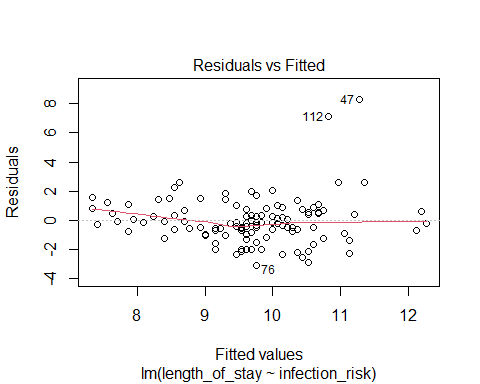 Residuals vs Fitted
Residuals
8
6
4
2
0
-2
-4
47
112
76
8 9 10 11 12
Fitted values
lm(length_of_stay ~ infection_risk)